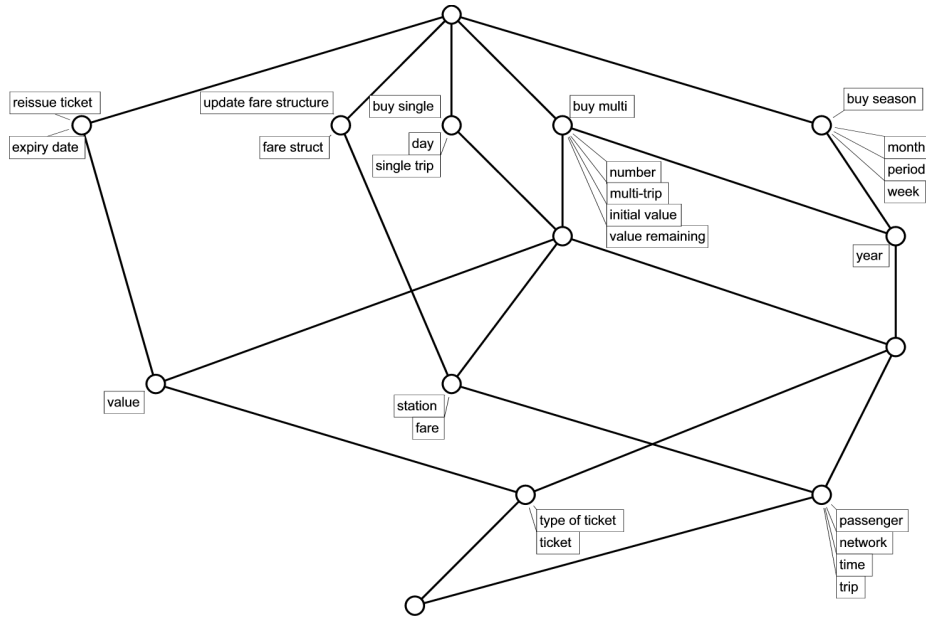 reissue ticket
expiry date
update fare structure
fare struct
buy single
day
single trip
buy multi
number
multi-trip
initial value
value remaining
buy season
month
period
week
year
value
station
fare
type of ticket
ticket
passenger
network
time
trip